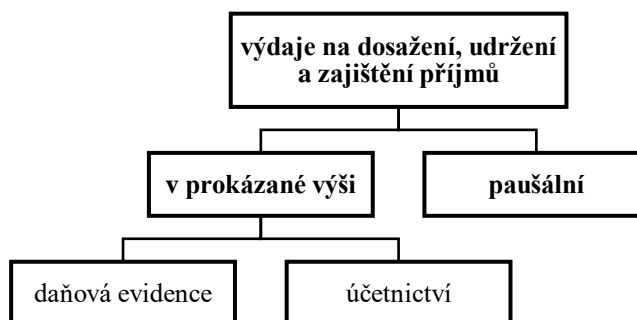 výdaje na dosažení, udržení
a zajištění příjmů
v prokázané výši
paušální
daňová evidence
účetnictví